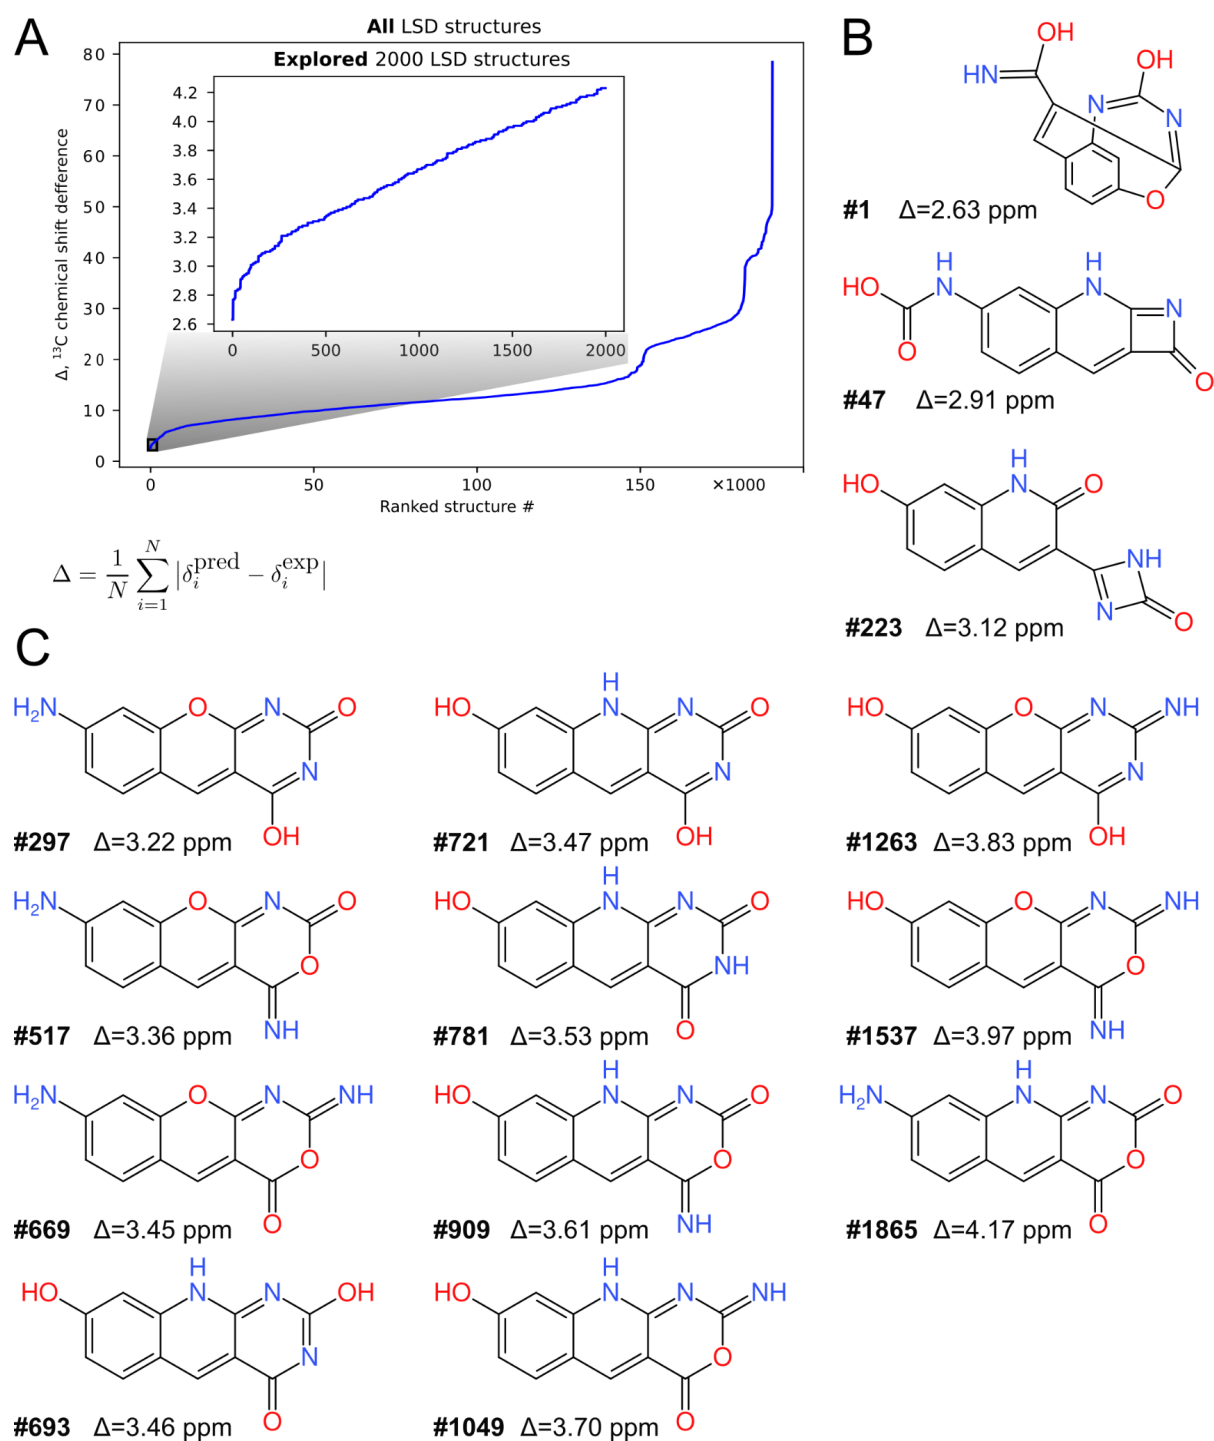 A
All LSD structures
Explored 2000 LSD structures
Δ, ¹³C chemical shift defference
80
70
60
50
40
30
20
10
0
4.2
4.0
3.8
3.6
3.4
3.2
3.0
2.8
2.6
0 500 1000 1500 2000
0 50 100 150 ×1000
Ranked structure #
Δ = 1/N ∑ᵢ₌₁ᴺ |δᵢᵖʳᵉᵈ − δᵢᵉˣᵖ|
B
OH
HN
OH
N
N
O
#1 Δ=2.63 ppm
H
H
HO
N
N
N
O
O
#47 Δ=2.91 ppm
H
HO
N
O
NH
N
O
#223 Δ=3.12 ppm
C
H₂N
O
N
O
N
OH
#297 Δ=3.22 ppm
H
HO
N
N
O
N
OH
#721 Δ=3.47 ppm
HO
O
N
NH
N
OH
#1263 Δ=3.83 ppm
H₂N
O
N
O
O
NH
#517 Δ=3.36 ppm
H
HO
N
N
O
NH
O
#781 Δ=3.53 ppm
HO
O
N
NH
O
NH
#1537 Δ=3.97 ppm
H₂N
O
N
NH
O
O
#669 Δ=3.45 ppm
H
HO
N
N
O
O
NH
#909 Δ=3.61 ppm
H
H₂N
N
N
O
O
O
#1865 Δ=4.17 ppm
H
HO
N
N
OH
N
O
#693 Δ=3.46 ppm
H
HO
N
N
NH
O
O
#1049 Δ=3.70 ppm